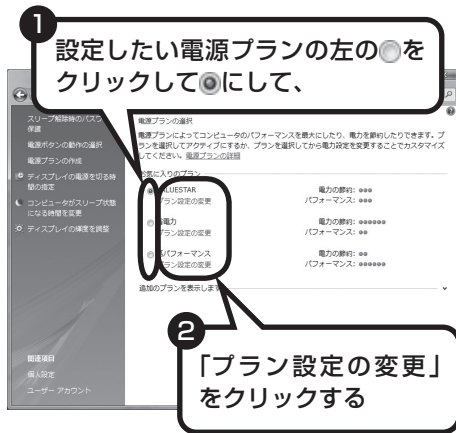 1
設定したい電源プランの左の◎を
クリックして◉にして、
スリープ解除時のパスワ
保護
電源ボタンの動作の選択
電源プランの作成
ディスプレイの電源を切る時
間の指定
コンピュータがスリープ状態
になる時間を変更
ディスプレイの輝度を調整
関連項目
個人設定
ユーザー アカウント
電源プランの選択
電源プランによってコンピュータのパフォーマンスを最大にしたり、電力を節約したりできます。プ
ランを選択してアクティブにするか、プランを選択してから電力設定を変更することでカスタマイズ
してください。電源プランの詳細
お気に入りのプラン
VALUESTAR 電力の節約:
プラン設定の変更 パフォーマンス:
省電力 電力の節約:
プラン設定の変更 パフォーマンス:
高パフォーマンス 電力の節約:
プラン設定の変更 パフォーマンス:
追加のプランを表示します
2
「プラン設定の変更」
をクリックする